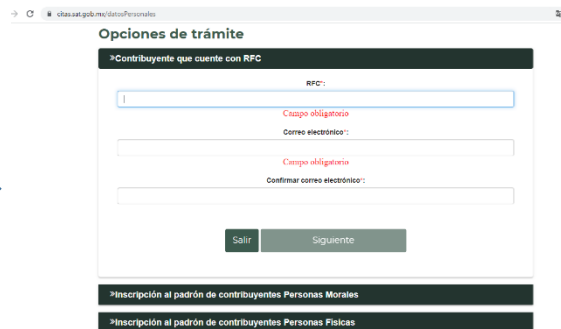 citas.sat.gob.mx/datosPersonales
Opciones de trámite
»Contribuyente que cuente con RFC
RFC*:
Campo obligatorio
Correo electrónico*:
Campo obligatorio
Confirmar correo electrónico*:
Salir Siguiente
»Inscripción al padrón de contribuyentes Personas Morales
»Inscripción al padrón de contribuyentes Personas Físicas